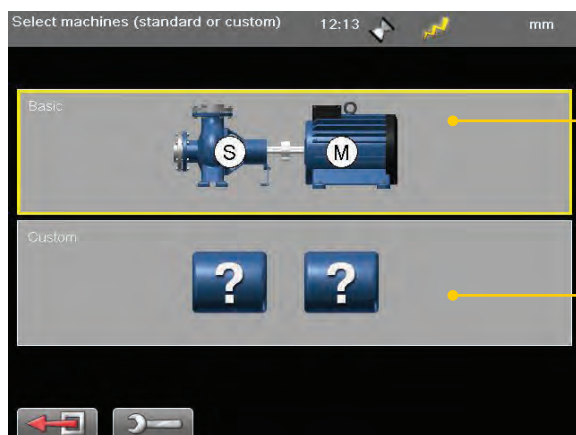 Select machines (standard or custom) 12:13 mm
Basic
S M
Custom
? ?